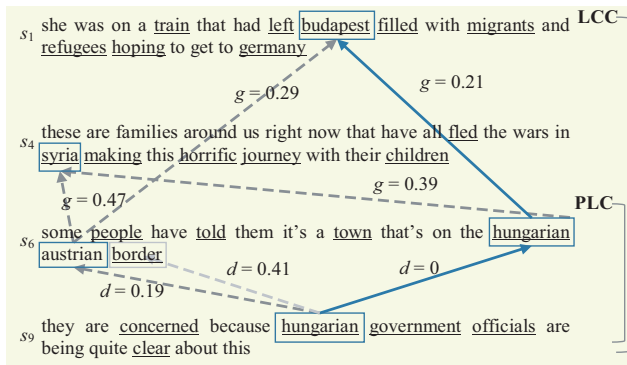 s1 she was on a train that had left budapest filled with migrants and
LCC
refugees hoping to get to germany
g = 0.29
g = 0.21
s4 these are families around us right now that have all fled the wars in
syria making this horrific journey with their children
g = 0.47
g = 0.39
PLC
s6 some people have told them it's a town that's on the hungarian
austrian border
d = 0.41
d = 0
d = 0.19
s9 they are concerned because hungarian government officials are
being quite clear about this